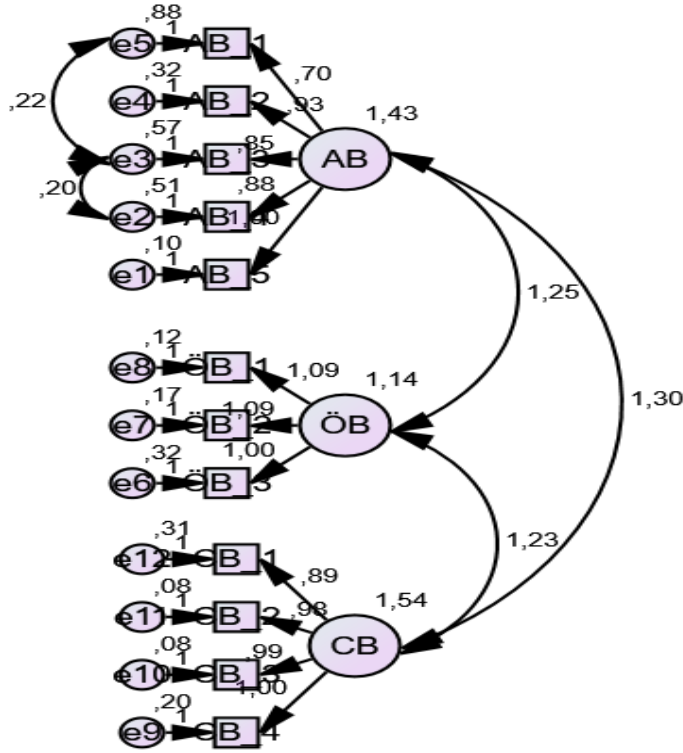 ,88
e5 1 AB_1
,70
,32
e4 1 AB_2
,93
1,43
,22
,57
e3 1 AB_3
,85
AB
,20
,51
e2 1 AB_4
,88
1,00
,10
e1 1 AB_5
1,25
1,30
,12
e8 1 ÖB_1
1,09
1,14
,17
e7 1 ÖB_2
1,09
ÖB
,32
e6 1 ÖB_3
1,00
1,23
,31
e12 1 CB_1
,89
,08
e11 1 CB_2
,98
1,54
,08
e10 1 CB_3
,99
CB
1,00
,20
e9 1 CB_4